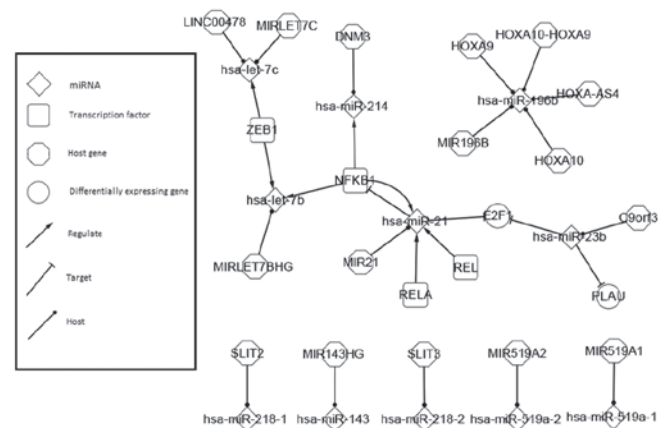 LINC00478
MIRLET7C
hsa-let-7c
DNM3
hsa-miR-214
HOXA10-HOXA9
HOXA9
hsa-miR-196b
HOXA-AS4
MIR196B
HOXA10
miRNA
Transcription factor
Host gene
Differentially expressing gene
Regulate
Target
Host
ZEB1
NFKB1
hsa-let-7b
hsa-miR-21
E2F1
C9orf3
hsa-miR-23b
MIRLET7BHG
MIR21
REL
RELA
PLAU
SLIT2
MIR143HG
SLIT3
MIR519A2
MIR519A1
hsa-miR-218-1
hsa-miR-143
hsa-miR-218-2
hsa-miR-519a-2
hsa-miR-519a-1